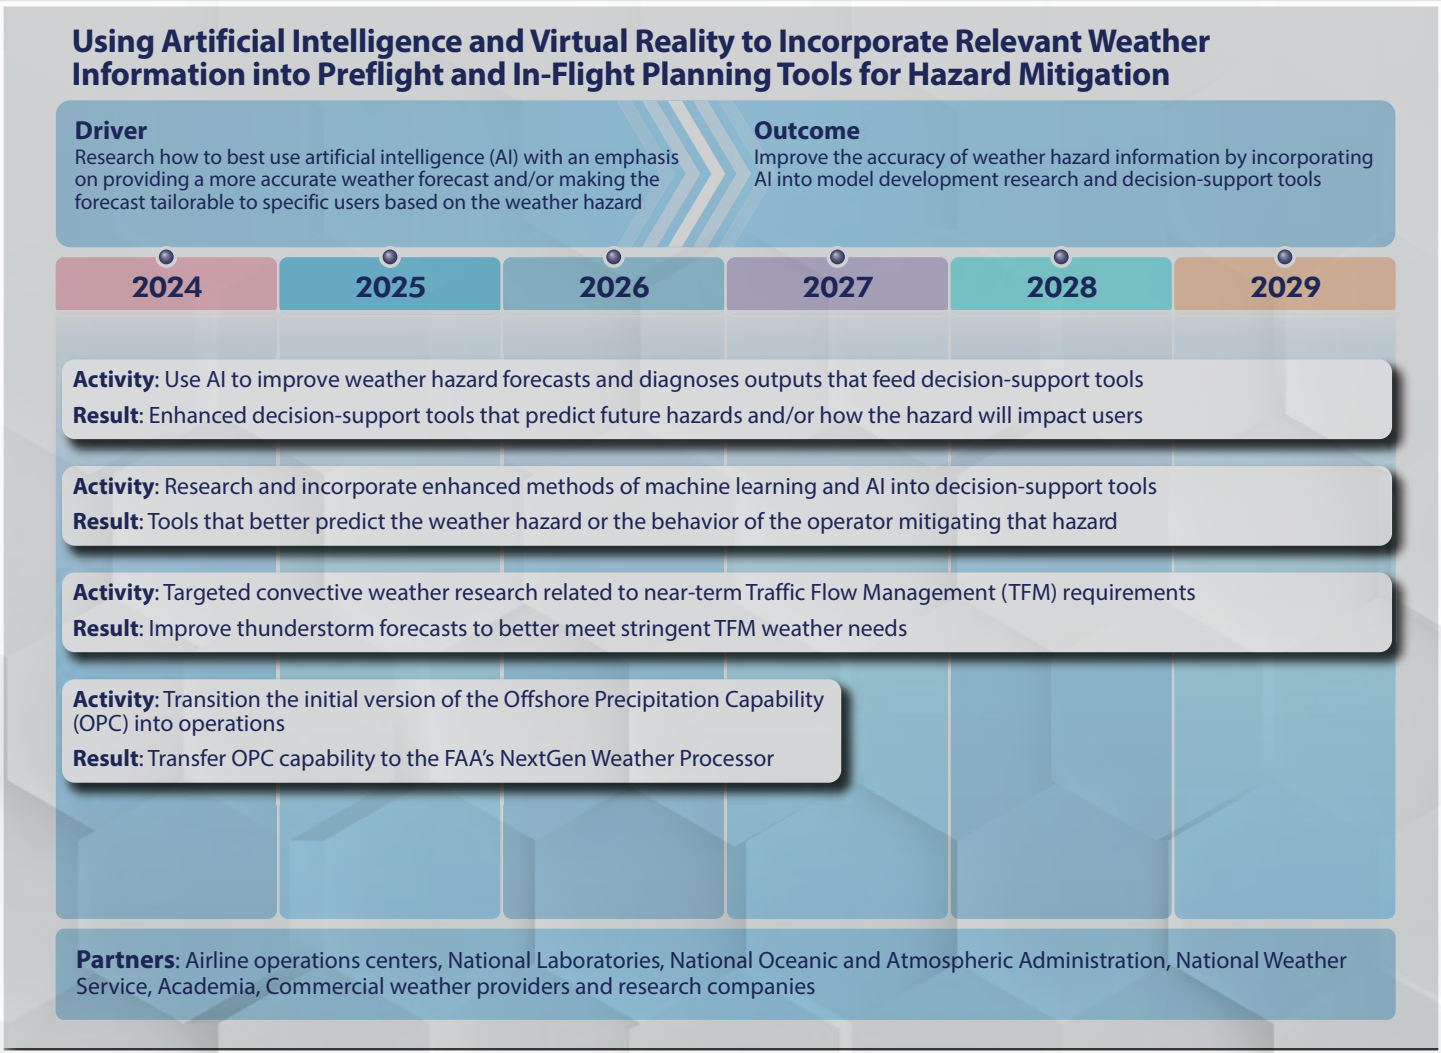 Using Artificial Intelligence and Virtual Reality to Incorporate Relevant Weather
Information into Preflight and In-Flight Planning Tools for Hazard Mitigation
Driver
Research how to best use artificial intelligence (AI) with an emphasis
on providing a more accurate weather forecast and/or making the
forecast tailorable to specific users based on the weather hazard
Outcome
Improve the accuracy of weather hazard information by incorporating
AI into model development research and decision-support tools
2024
2025
2026
2027
2028
2029
Activity: Use AI to improve weather hazard forecasts and diagnoses outputs that feed decision-support tools
Result: Enhanced decision-support tools that predict future hazards and/or how the hazard will impact users
Activity: Research and incorporate enhanced methods of machine learning and AI into decision-support tools
Result: Tools that better predict the weather hazard or the behavior of the operator mitigating that hazard
Activity: Targeted convective weather research related to near-term Traffic Flow Management (TFM) requirements
Result: Improve thunderstorm forecasts to better meet stringent TFM weather needs
Activity: Transition the initial version of the Offshore Precipitation Capability
(OPC) into operations
Result: Transfer OPC capability to the FAA's NextGen Weather Processor
Partners: Airline operations centers, National Laboratories, National Oceanic and Atmospheric Administration, National Weather
Service, Academia, Commercial weather providers and research companies